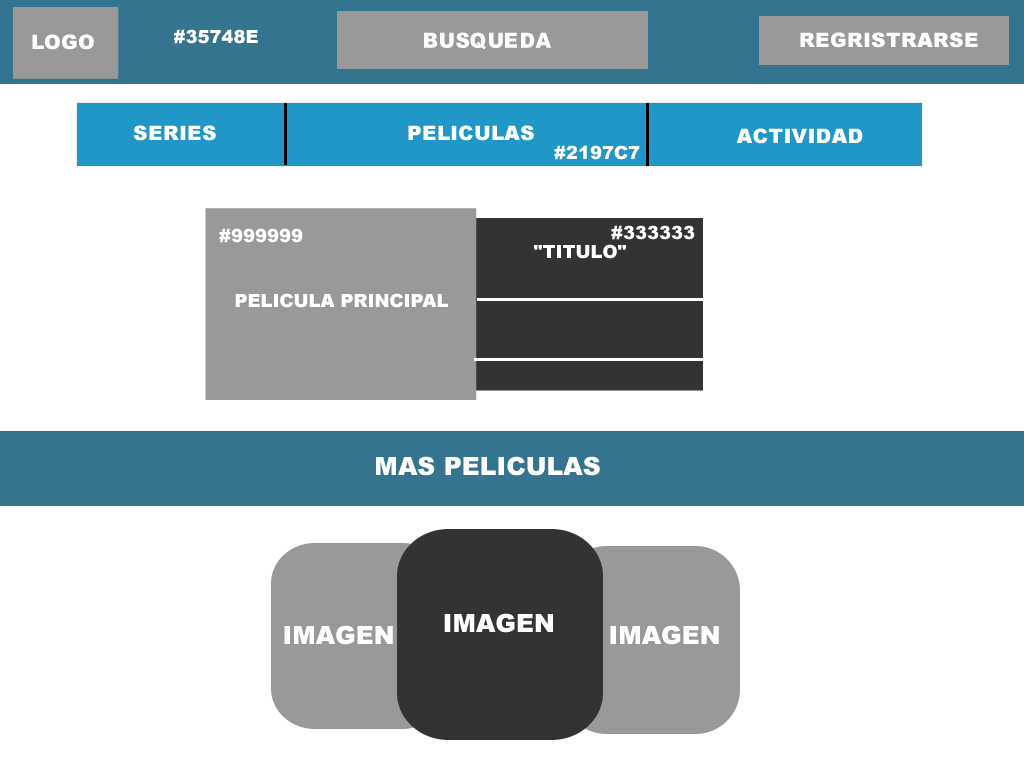 LOGO
#35748E
BUSQUEDA
REGRISTRARSE
SERIES
PELICULAS
#2197C7
ACTIVIDAD
#999999
PELICULA PRINCIPAL
#333333
"TITULO"
MAS PELICULAS
IMAGEN
IMAGEN
IMAGEN